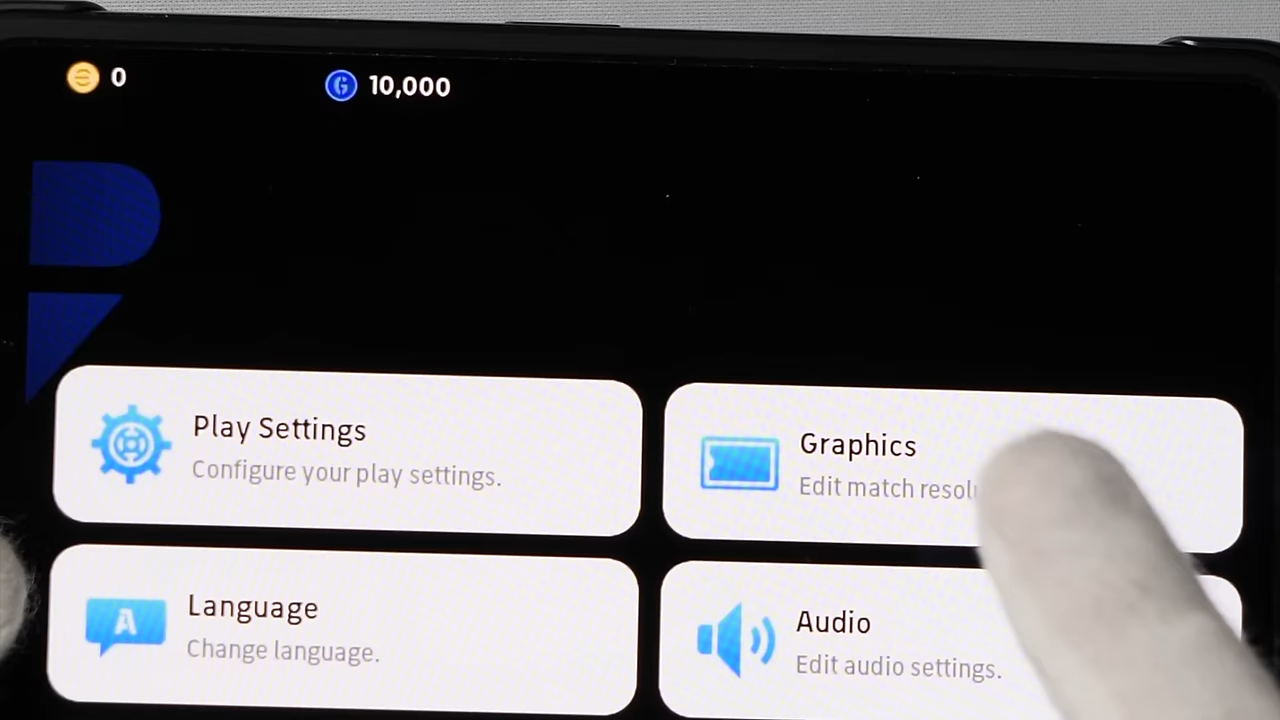 0
10,000
Play Settings
Configure your play settings.
Graphics
Edit match
Language
Change language.
Audio
Edit audio settings.